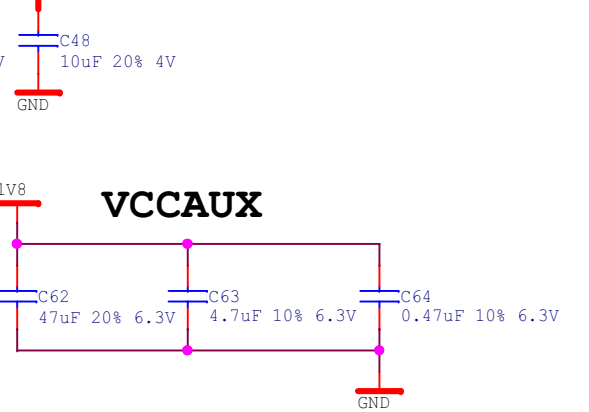 C48
10uF 20% 4V
GND
1V8
VCCAUX
C62
47uF 20% 6.3V
C63
4.7uF 10% 6.3V
C64
0.47uF 10% 6.3V
GND